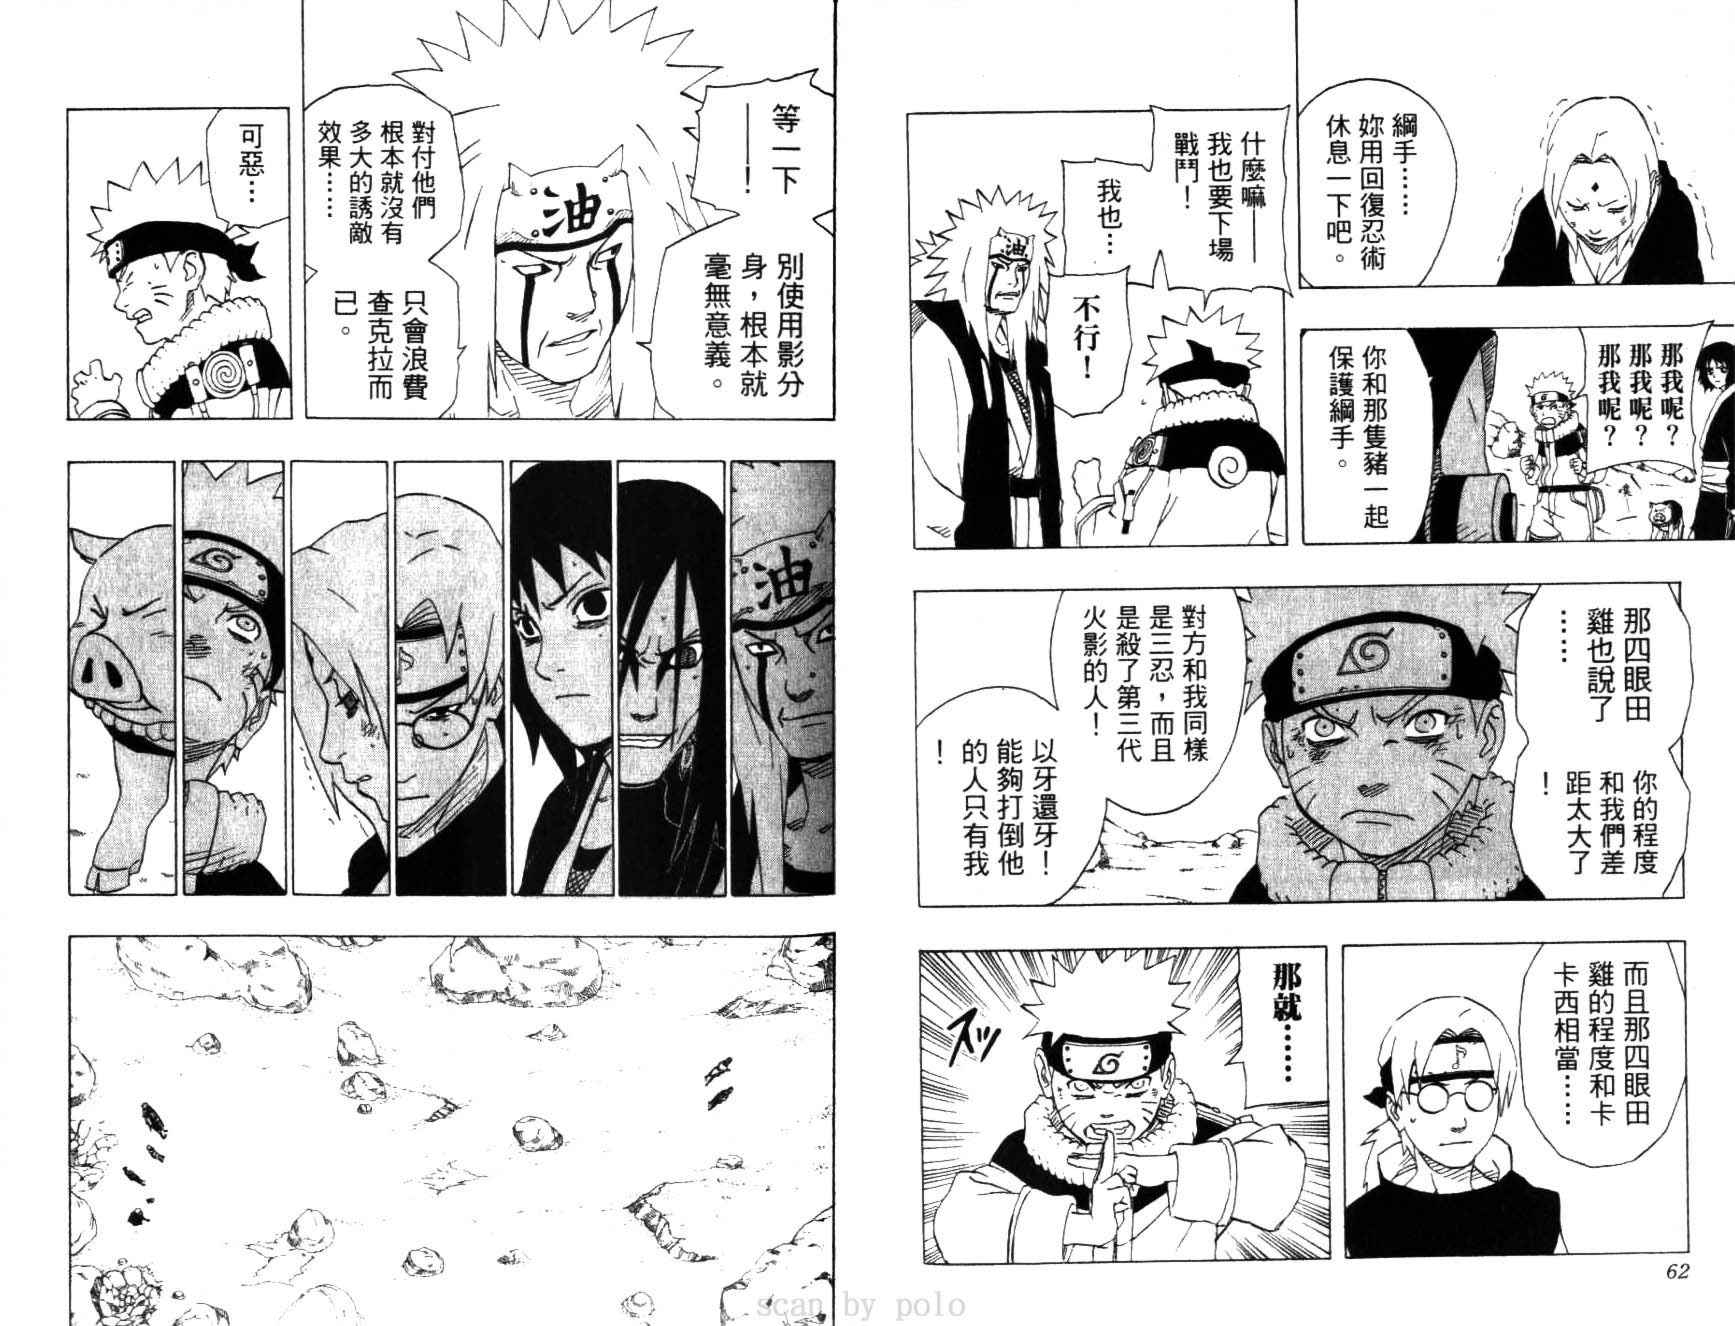 綱手……
妳用回復忍術
休息一下吧。
那我呢？
那我呢？
那我呢？
你和那隻豬一起
保護綱手。
什麼嘛——
我也要下場
戰鬥！
我也…
不行！
油
那四眼田
雞也說了
……
你的程度
和我們差
距太大了
！
對方和我同樣
是三忍，而且
是殺了第三代
火影的人！
以牙還牙！
能夠打倒他
的人只有我
！
而且那四眼田
雞的程度和卡
卡西相當……
那就……
スッ
62
等一下
——！
別使用影分
身，根本就
毫無意義。
油
對付他們
根本就沒有
多大的誘敵
效果……
只會浪費
查克拉而
已。
可惡…
油
scan by polo